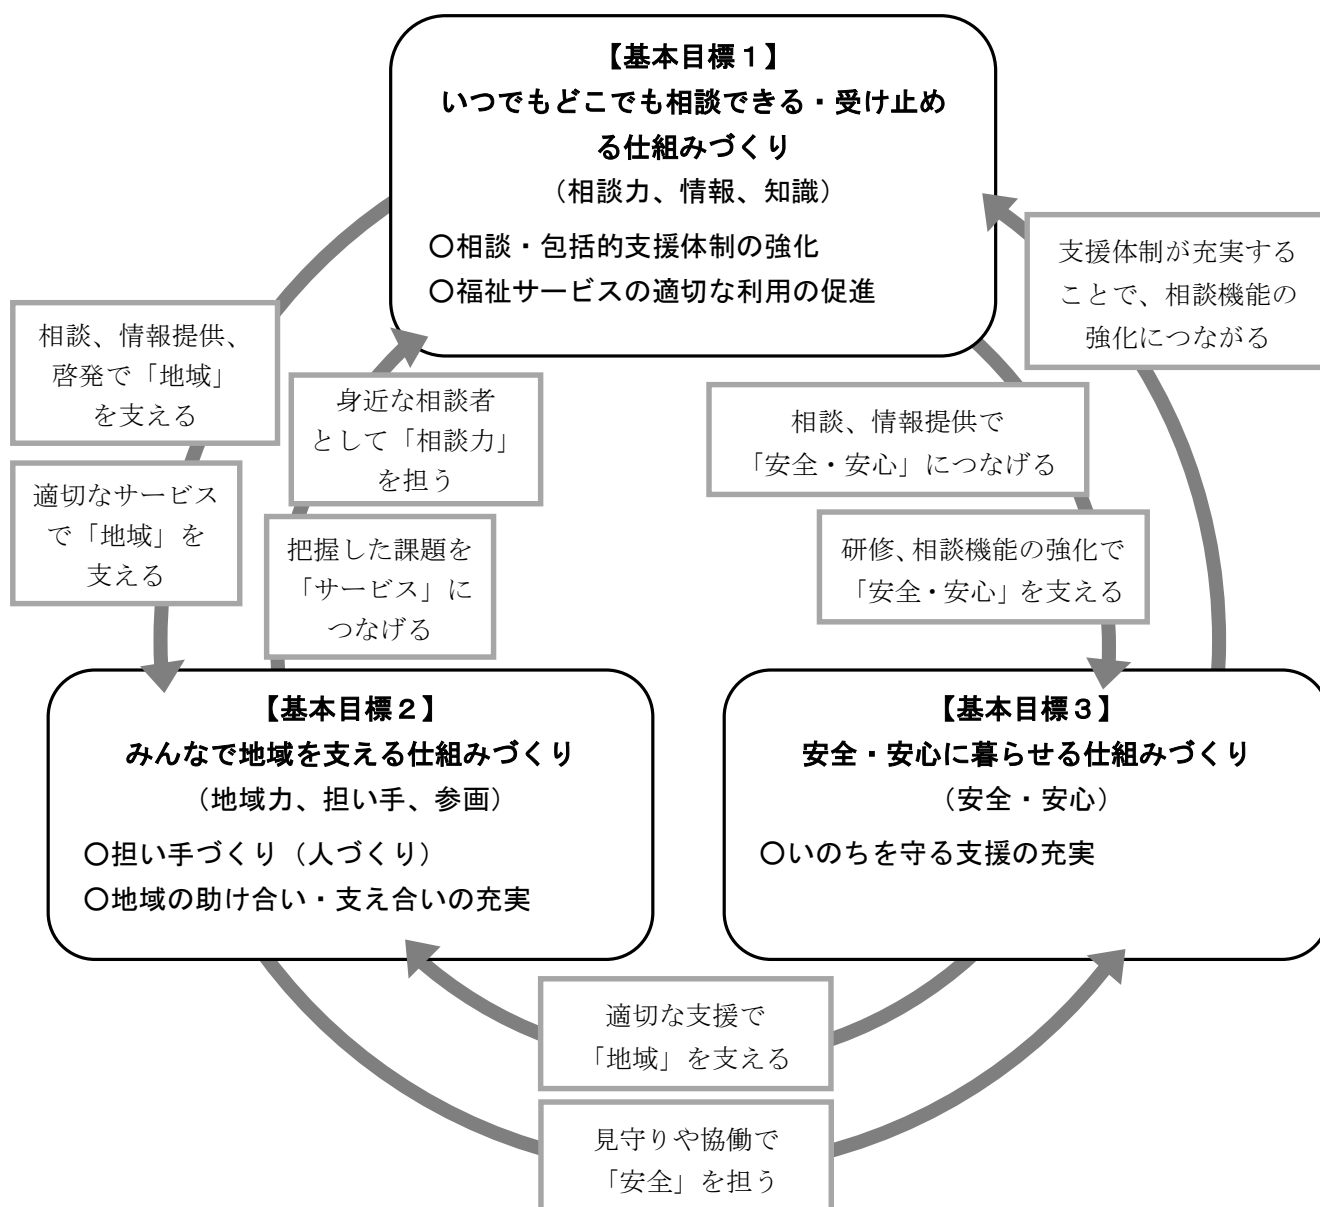 【基本目標１】
いつでもどこでも相談できる・受け止め
る仕組みづくり
（相談力、情報、知識）
〇相談・包括的支援体制の強化
〇福祉サービスの適切な利用の促進
支援体制が充実する
ことで、相談機能の
強化につながる
相談、情報提供、
啓発で「地域」
を支える
身近な相談者
として「相談力」
を担う
相談、情報提供で
「安全・安心」につなげる
適切なサービス
で「地域」を
支える
把握した課題を
「サービス」に
つなげる
研修、相談機能の強化で
「安全・安心」を支える
【基本目標２】
みんなで地域を支える仕組みづくり
（地域力、担い手、参画）
〇担い手づくり（人づくり）
〇地域の助け合い・支え合いの充実
【基本目標３】
安全・安心に暮らせる仕組みづくり
（安全・安心）
〇いのちを守る支援の充実
適切な支援で
「地域」を支える
見守りや協働で
「安全」を担う